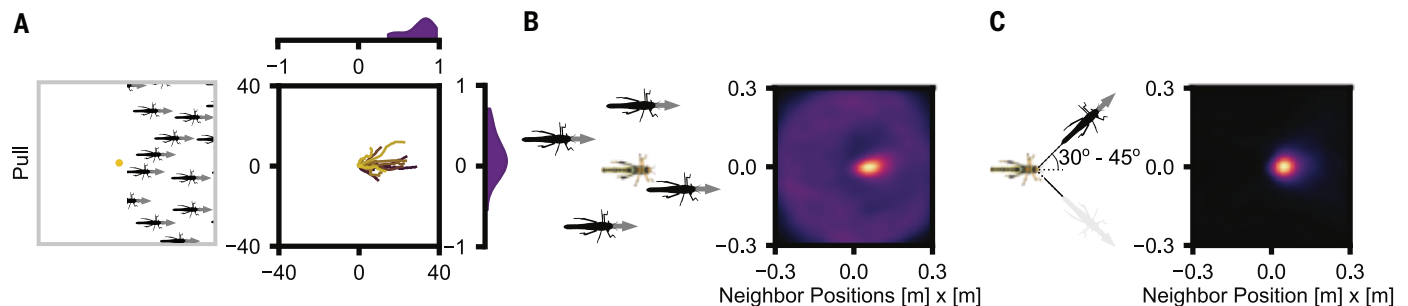 A
B
C
−1 0 1
40
0
−40
−40 0 40
1
0
−1
Pull
0.3
0.0
−0.3
−0.3 0.0 0.3
Neighbor Positions [m] x [m]
30º - 45º
0.3
0.0
−0.3
−0.3 0.0 0.3
Neighbor Position [m] x [m]